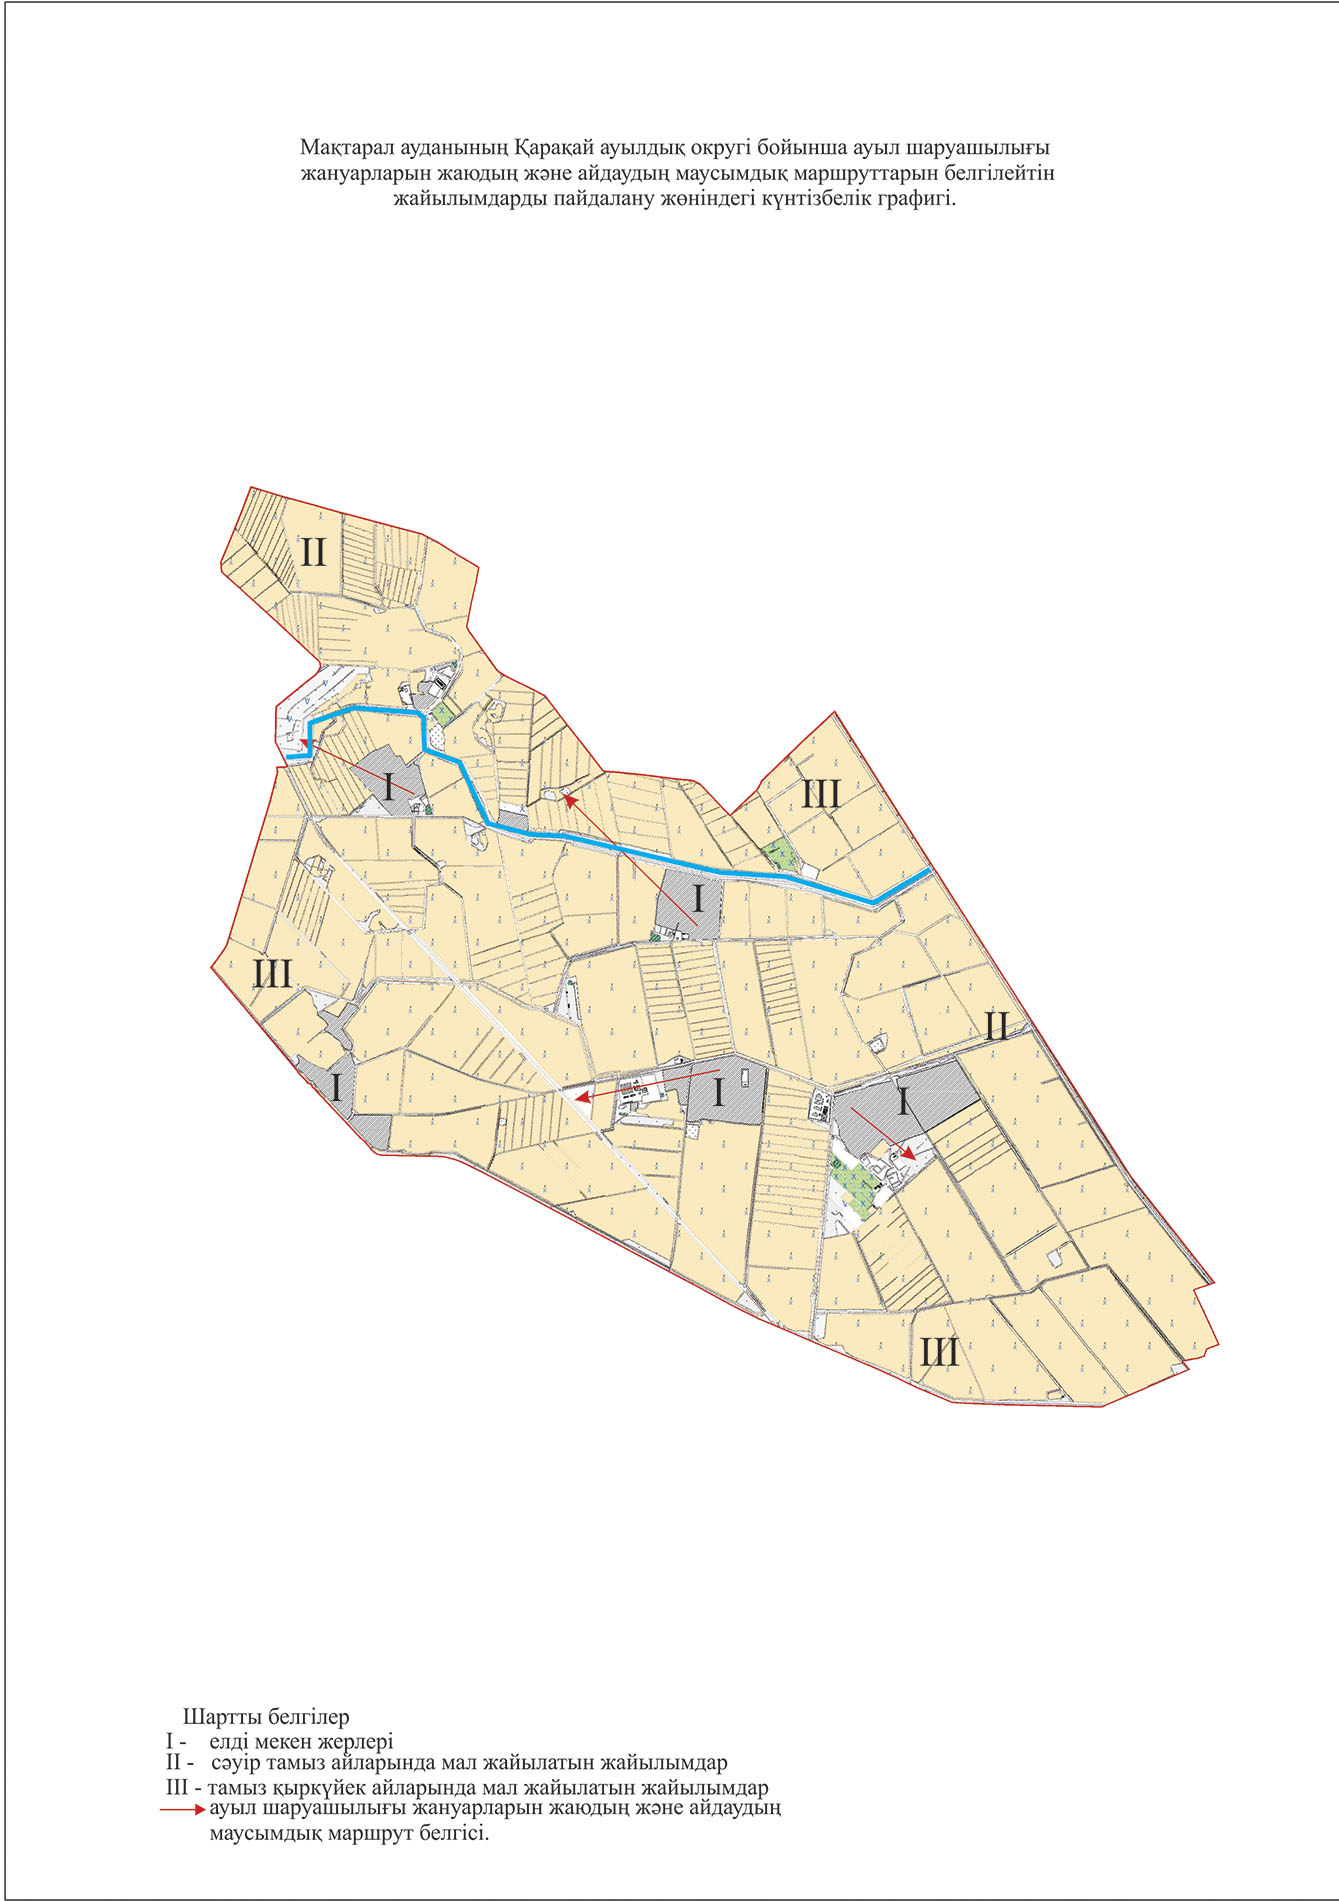 Мақтарал ауданының Қарақай ауылдық округі бойынша ауыл шаруашылығы
жануарларын жаюдың және айдаудың маусымдық маршруттарын белгілейтін
жайылымдарды пайдалану жөніндегі күнтізбелік графигі.
II
I
III
I
III
II
I
I
I
III
Шартты белгілер
I - елді мекен жерлері
II - сәуір тамыз айларында мал жайылатын жайылымдар
III - тамыз қыркүйек айларында мал жайылатын жайылымдар
ауыл шаруашылығы жануарларын жаюдың және айдаудың
маусымдық маршрут белгісі.